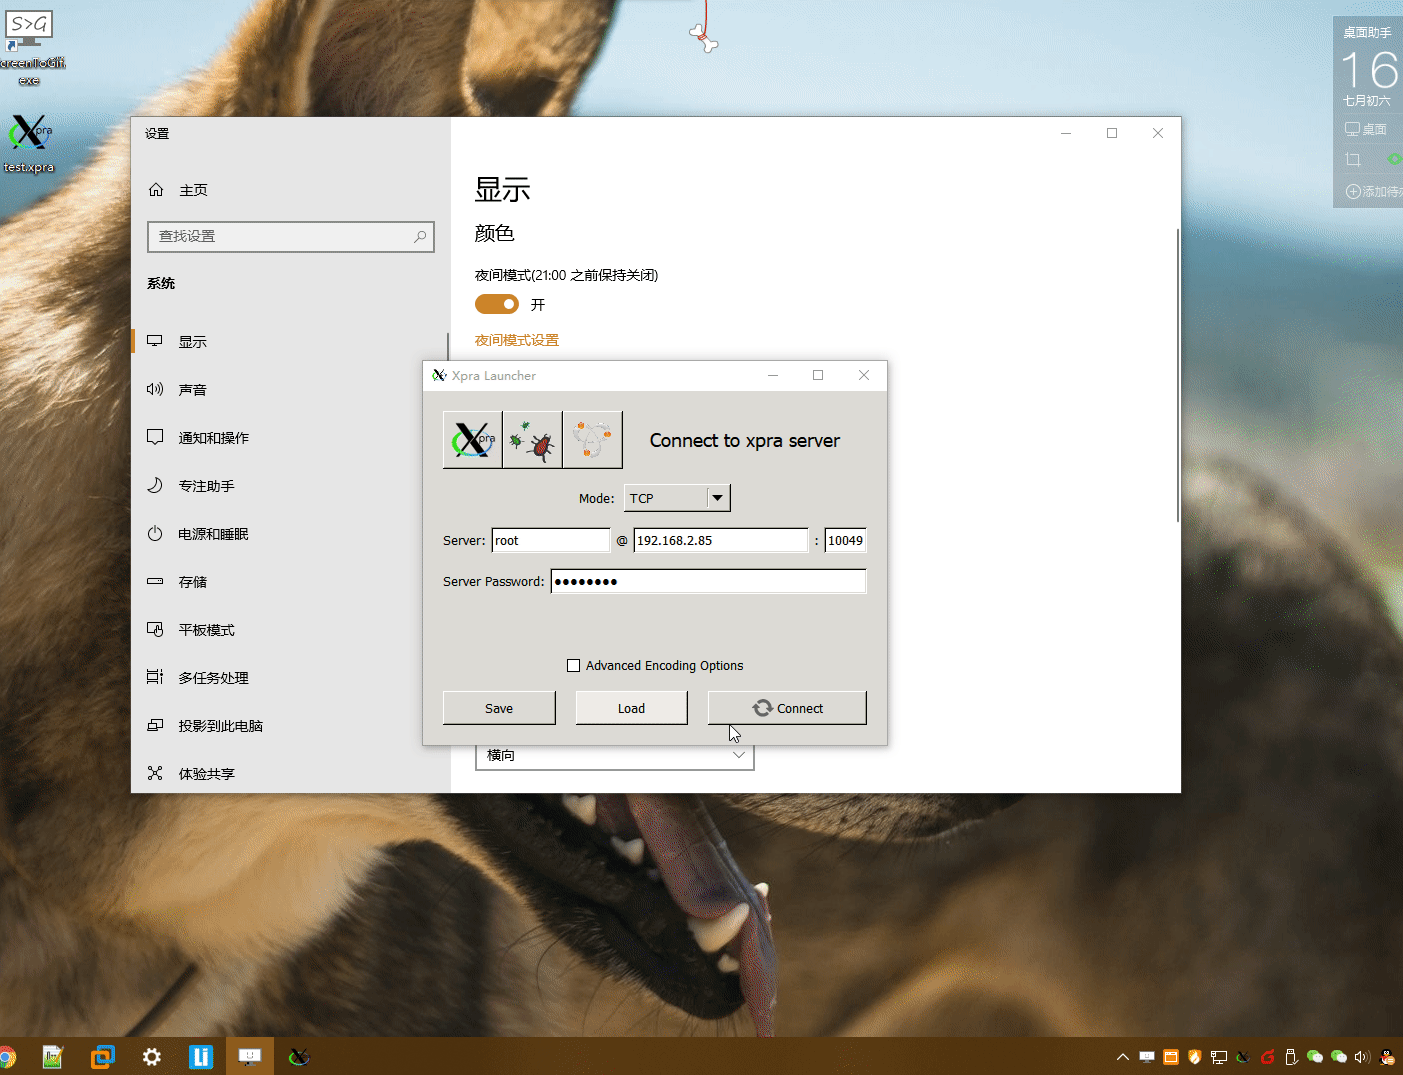 S>G
creenToGif.
exe
pra
test.xpra
桌面助手
16
七月初六
桌面
添加待办
设置
主页
查找设置
系统
显示
声音
通知和操作
专注助手
电源和睡眠
存储
平板模式
多任务处理
投影到此电脑
体验共享
显示
颜色
夜间模式(21:00 之前保持关闭)
开
夜间模式设置
Xpra Launcher
pra
Connect to xpra server
Mode: TCP
Server: root @ 192.168.2.85 : 10049
Server Password: ●●●●●●●●
Advanced Encoding Options
Save Load Connect
横向